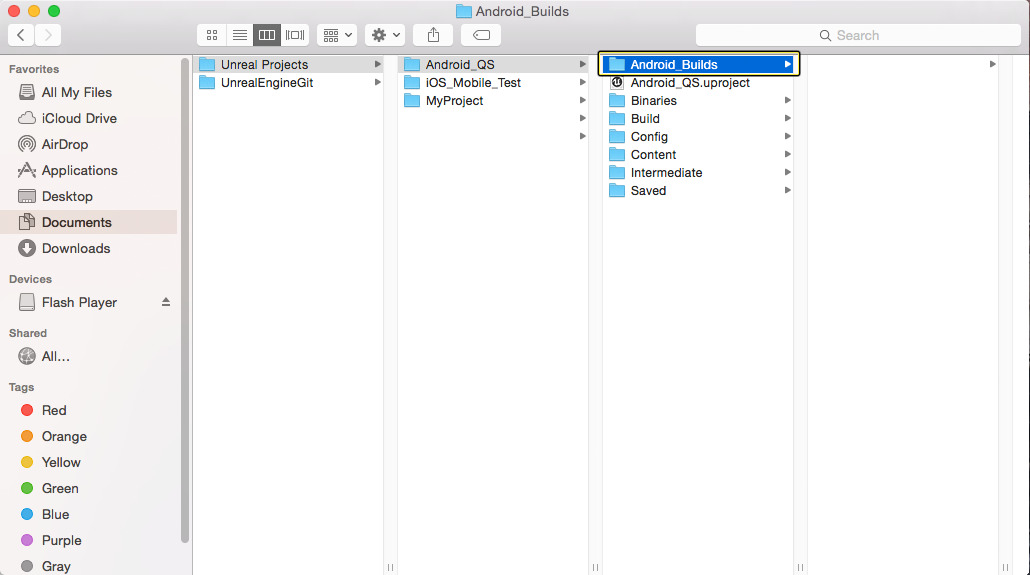 Android_Builds
Search
Favorites
All My Files
iCloud Drive
AirDrop
Applications
Desktop
Documents
Downloads
Devices
Flash Player
Shared
All...
Tags
Red
Orange
Yellow
Green
Blue
Purple
Gray
Unreal Projects
UnrealEngineGit
Android_QS
iOS_Mobile_Test
MyProject
Android_Builds
Android_QS.uproject
Binaries
Build
Config
Content
Intermediate
Saved